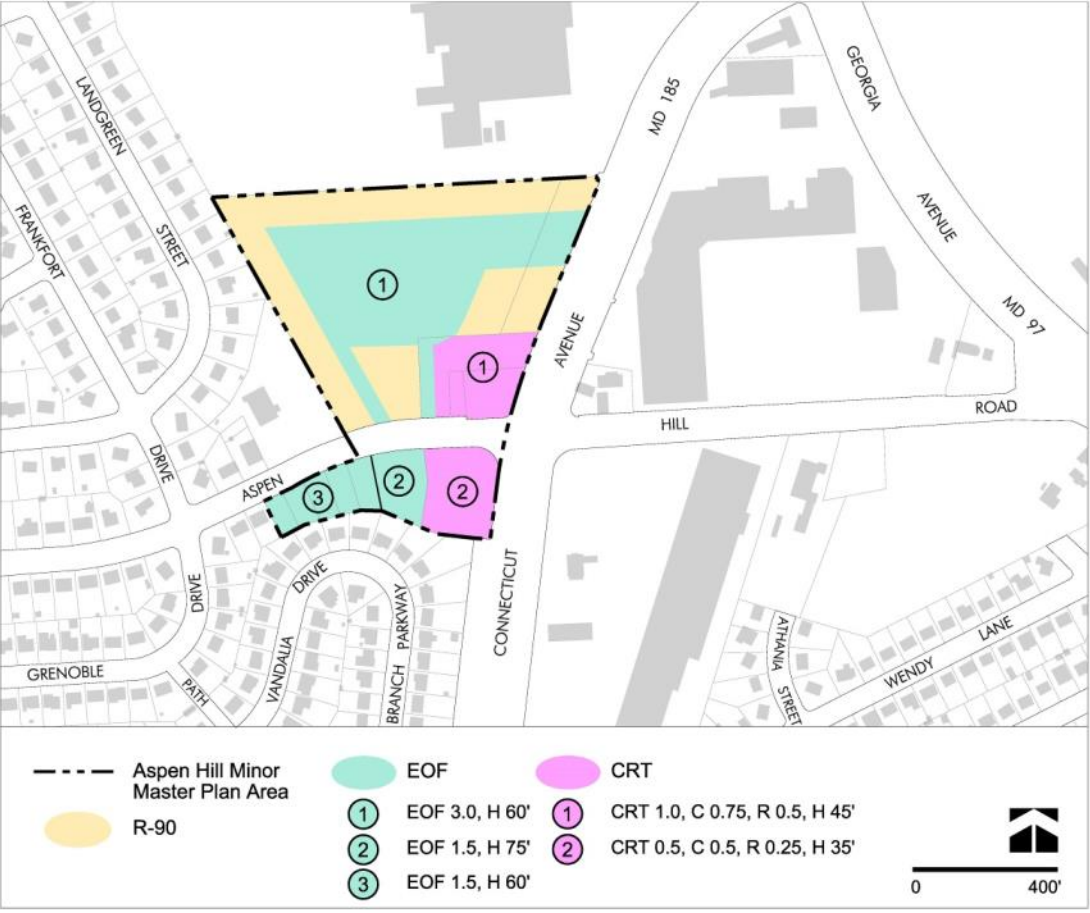 LANDGREEN
STREET
FRANKFORT
DRIVE
MD 185
GEORGIA
AVENUE
MD 97
AVENUE
HILL
ROAD
1
1
2
2
3
ASPEN
DRIVE
DRIVE
VANDALIA
BRANCH PARKWAY
CONNECTICUT
GRENOBLE
PATH
ATHANIA
STREET
WENDY
LANE
Aspen Hill Minor
Master Plan Area
R-90
EOF
1 EOF 3.0, H 60'
2 EOF 1.5, H 75'
3 EOF 1.5, H 60'
CRT
1 CRT 1.0, C 0.75, R 0.5, H 45'
2 CRT 0.5, C 0.5, R 0.25, H 35'
0 400'